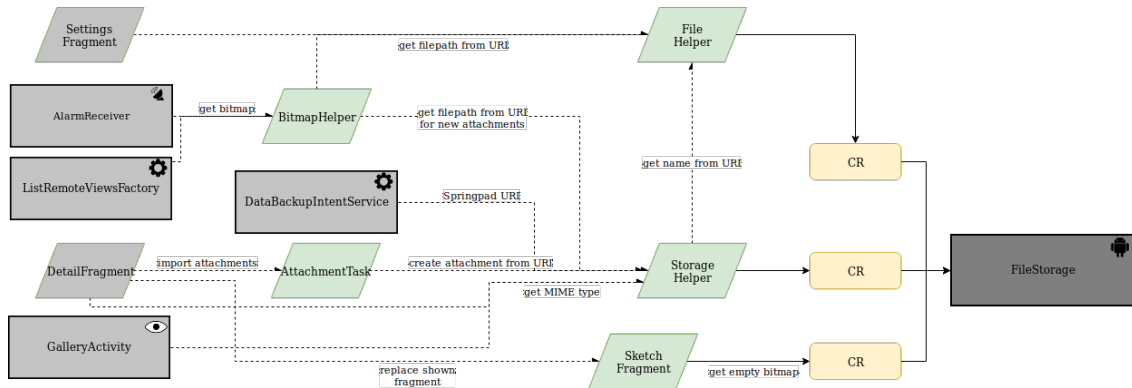 Settings
Fragment
File
Helper
get filepath from URI
AlarmReceiver
get bitmap
BitmapHelper
get filepath from URI
for new attachments
CR
get name from URI
ListRemoteViewsFactory
DataBackupIntentService
Springpad URI
DetailFragment
import attachments
AttachmentTask
create attachment from URI
Storage
Helper
CR
FileStorage
get MIME type
GalleryActivity
replace shown
fragment
Sketch
Fragment
get empty bitmap
CR